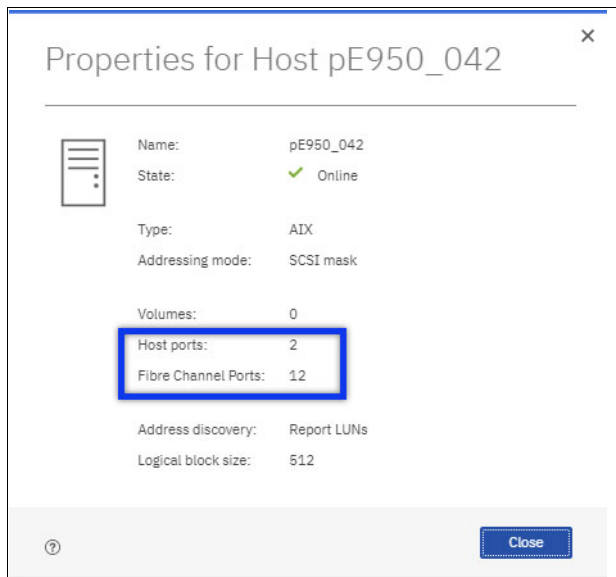 Properties for Host pE950_042
Name: pE950_042
State: Online
Type: AIX
Addressing mode: SCSI mask
Volumes: 0
Host ports: 2
Fibre Channel Ports: 12
Address discovery: Report LUNs
Logical block size: 512
Close